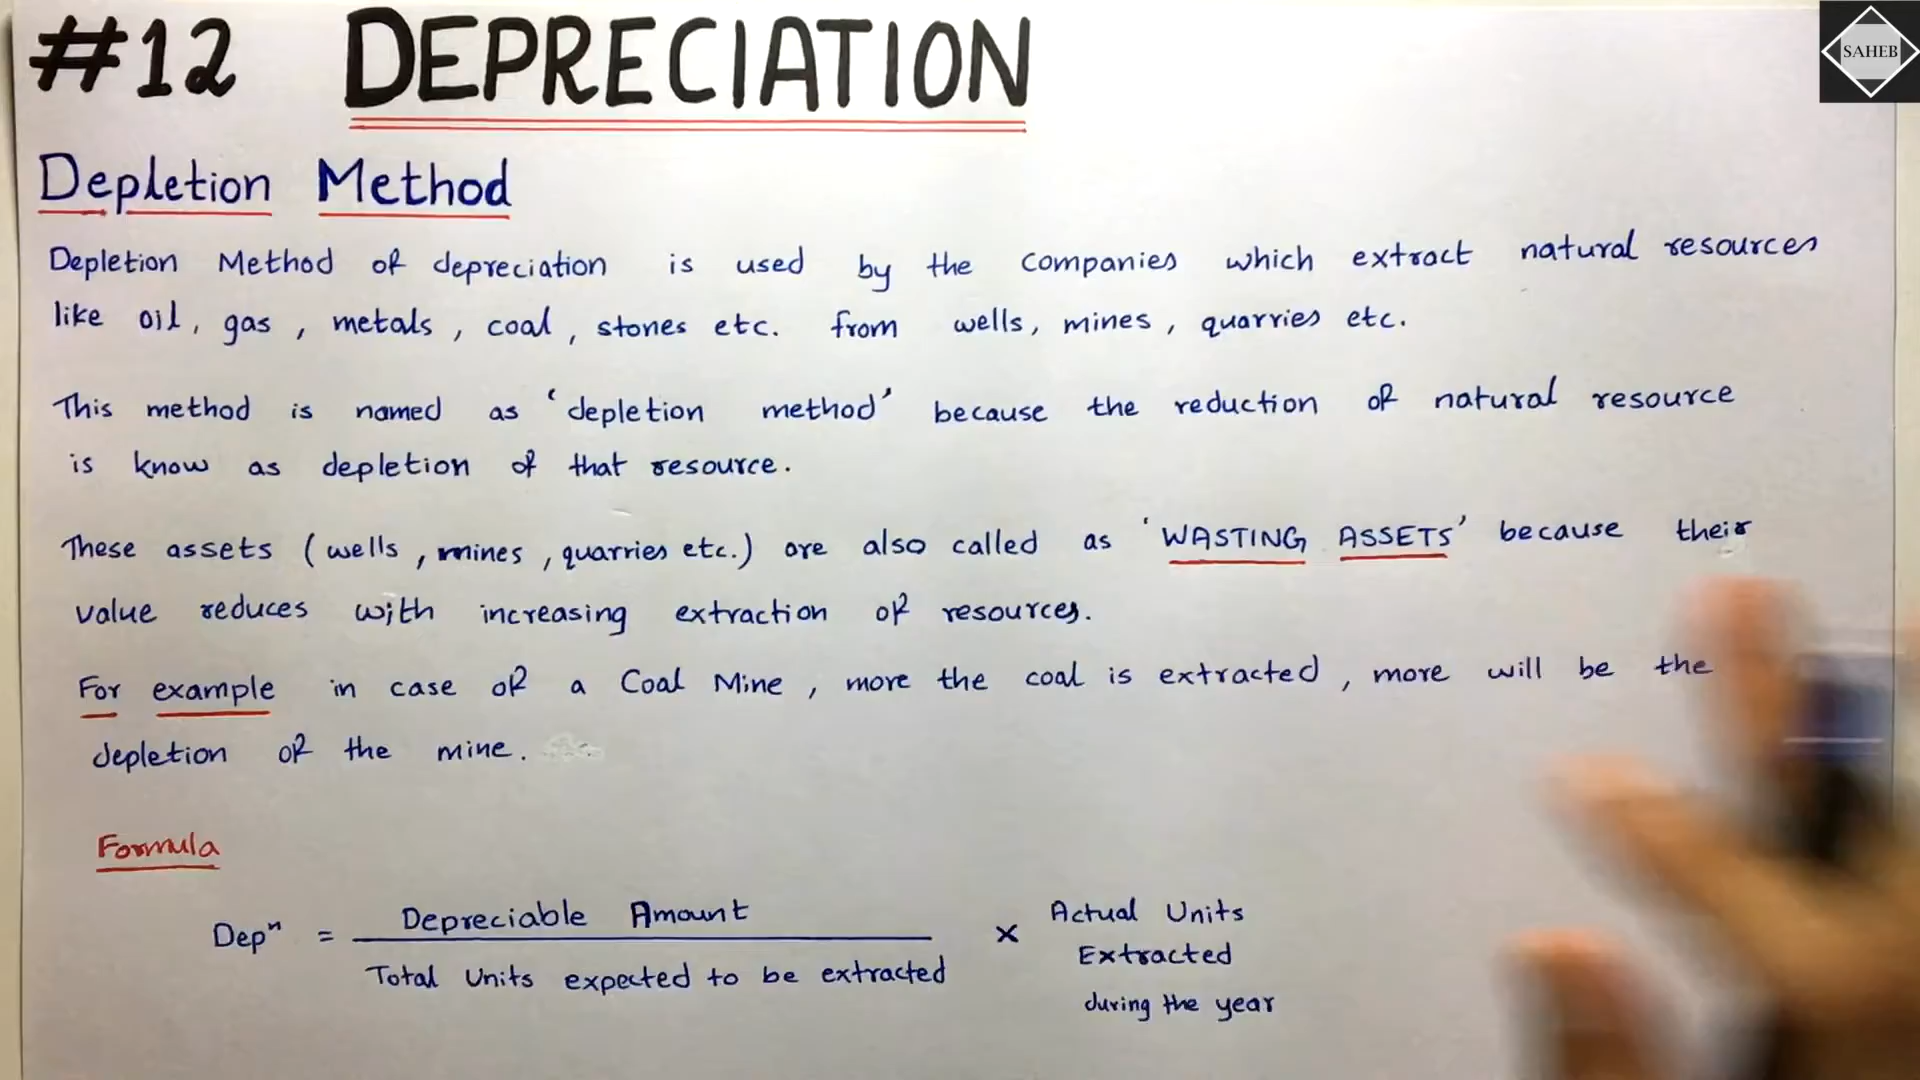 #12 DEPRECIATION
SAHEB
Depletion Method
Depletion Method of depreciation is used by the companies which extract natural resources
like oil, gas, metals, coal, stones etc. from wells, mines, quarries etc.
This method is named as 'depletion method' because the reduction of natural resource
is know as depletion of that resource.
These assets (wells, mines, quarries etc.) are also called as 'WASTING ASSETS' because their
value reduces with increasing extraction of resources.
For example in case of a Coal Mine, more the coal is extracted, more will be the
depletion of the mine.
Formula
Depⁿ = Depreciable Amount × Actual Units
Total Units expected to be extracted Extracted
during the year